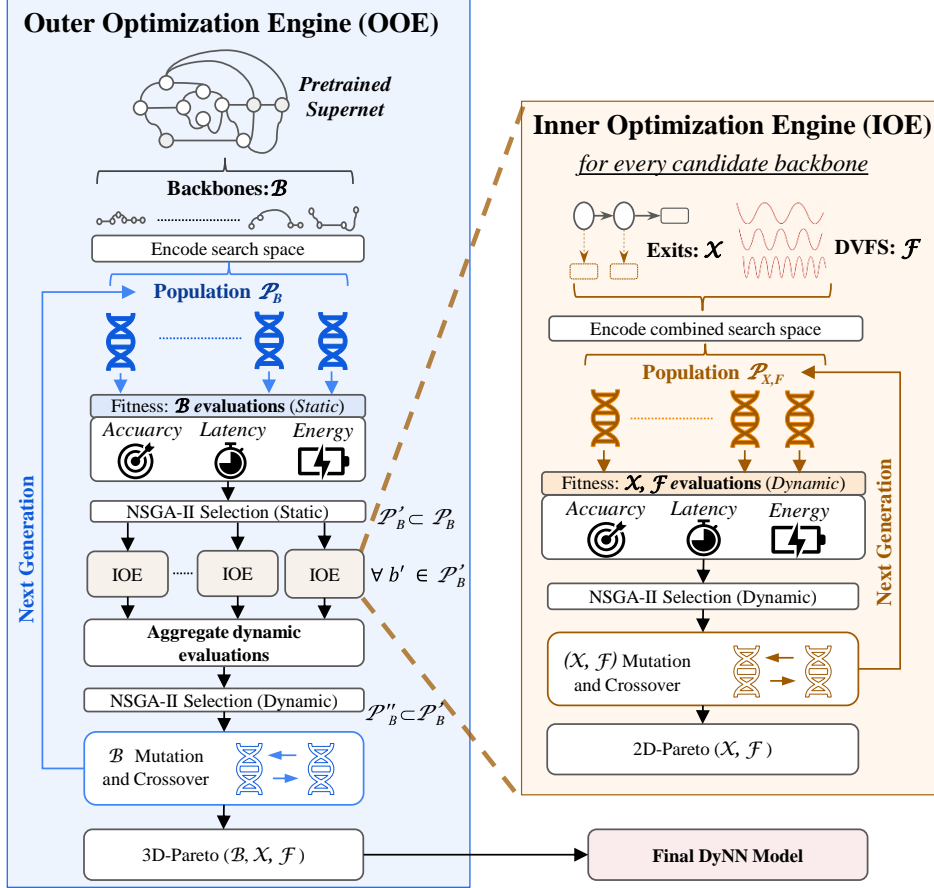 Outer Optimization Engine (OOE)
Pretrained
Supernet
Backbones: ℬ
Encode search space
Population 𝒫_B
Fitness: ℬ evaluations (Static)
Accuarcy Latency Energy
NSGA-II Selection (Static)
𝒫'_B ⊂ 𝒫_B
IOE IOE IOE
∀ b' ∈ 𝒫'_B
Aggregate dynamic
evaluations
NSGA-II Selection (Dynamic)
𝒫''_B ⊂ 𝒫'_B
ℬ Mutation
and Crossover
3D-Pareto (ℬ, 𝒳, ℱ)
Next Generation
Inner Optimization Engine (IOE)
for every candidate backbone
Exits: 𝒳
DVFS: ℱ
Encode combined search space
Population 𝒫_X,F
Fitness: 𝒳, ℱ evaluations (Dynamic)
Accuarcy Latency Energy
NSGA-II Selection (Dynamic)
(𝒳, ℱ) Mutation
and Crossover
2D-Pareto (𝒳, ℱ)
Next Generation
Final DyNN Model